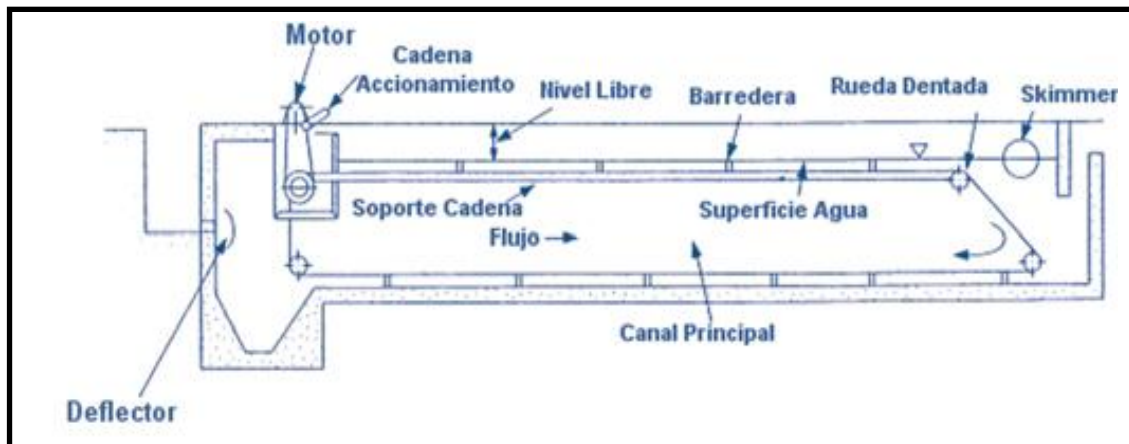 Motor
Cadena
Accionamiento
Nivel Libre
Barredera
Rueda Dentada
Skimmer
Soporte Cadena
Superficie Agua
Flujo
Canal Principal
Deflector